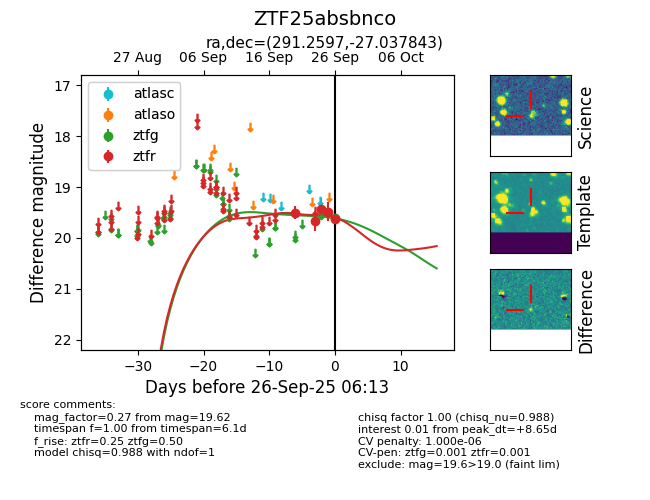 ZTF25absbnco
ra,dec=(291.2597,-27.037843)
27 Aug 06 Sep 16 Sep 26 Sep 06 Oct
17
18
19
20
21
22
Difference magnitude
atlasc
atlaso
ztfg
ztfr
−30 −20 −10 0 10
Days before 26-Sep-25 06:13
Science
Template
Difference
score comments:
mag_factor=0.27 from mag=19.62
timespan f=1.00 from timespan=6.1d
f_rise: ztfr=0.25 ztfg=0.50
model chisq=0.988 with ndof=1
chisq factor 1.00 (chisq_nu=0.988)
interest 0.01 from peak_dt=+8.65d
CV penalty: 1.000e-06
CV-pen: ztfg=0.001 ztfr=0.001
exclude: mag=19.6>19.0 (faint lim)